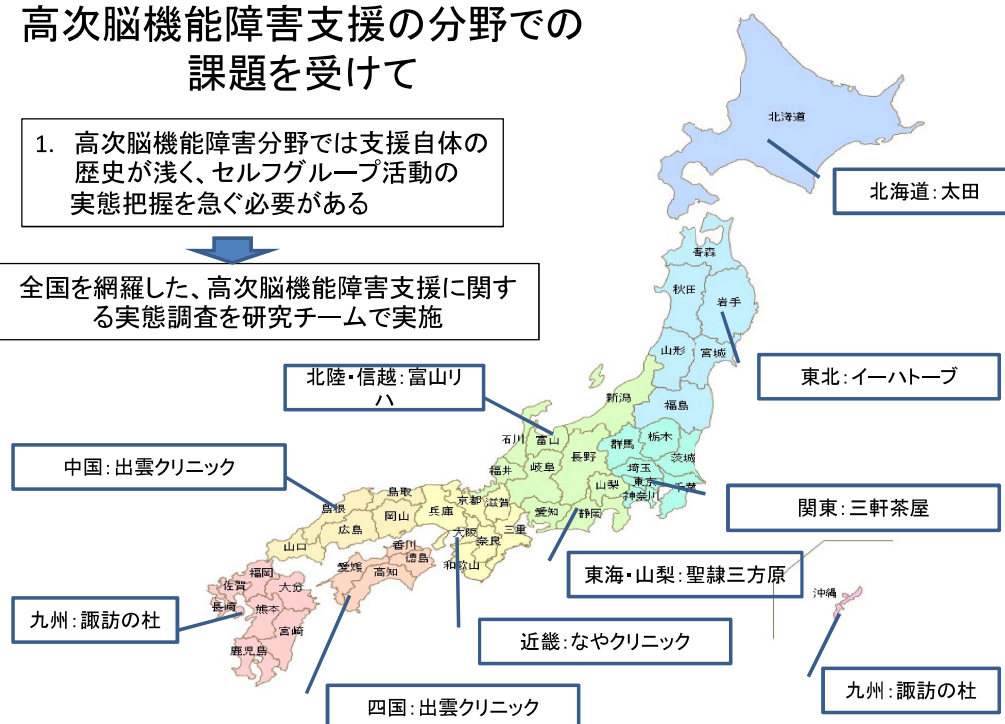 高次脳機能障害支援の分野での
課題を受けて
1. 高次脳機能障害分野では支援自体の
歴史が浅く、セルフグループ活動の
実態把握を急ぐ必要がある
全国を網羅した、高次脳機能障害支援に関す
る実態調査を研究チームで実施
北海道
北海道：太田
青森
秋田
岩手
山形
宮城
福島
東北：イーハトーブ
北陸・信越：富山リ
ハ
新潟
石川
富山
福井
岐阜
長野
群馬
栃木
茨城
埼玉
山梨
東京
千葉
神奈川
愛知
静岡
関東：三軒茶屋
東海・山梨：聖隷三方原
中国：出雲クリニック
鳥取
島根
岡山
広島
山口
兵庫
京都
滋賀
大阪
奈良
三重
和歌山
近畿：なやクリニック
香川
徳島
愛媛
高知
四国：出雲クリニック
福岡
佐賀
長崎
大分
熊本
宮崎
鹿児島
九州：諏訪の杜
沖縄
九州：諏訪の杜